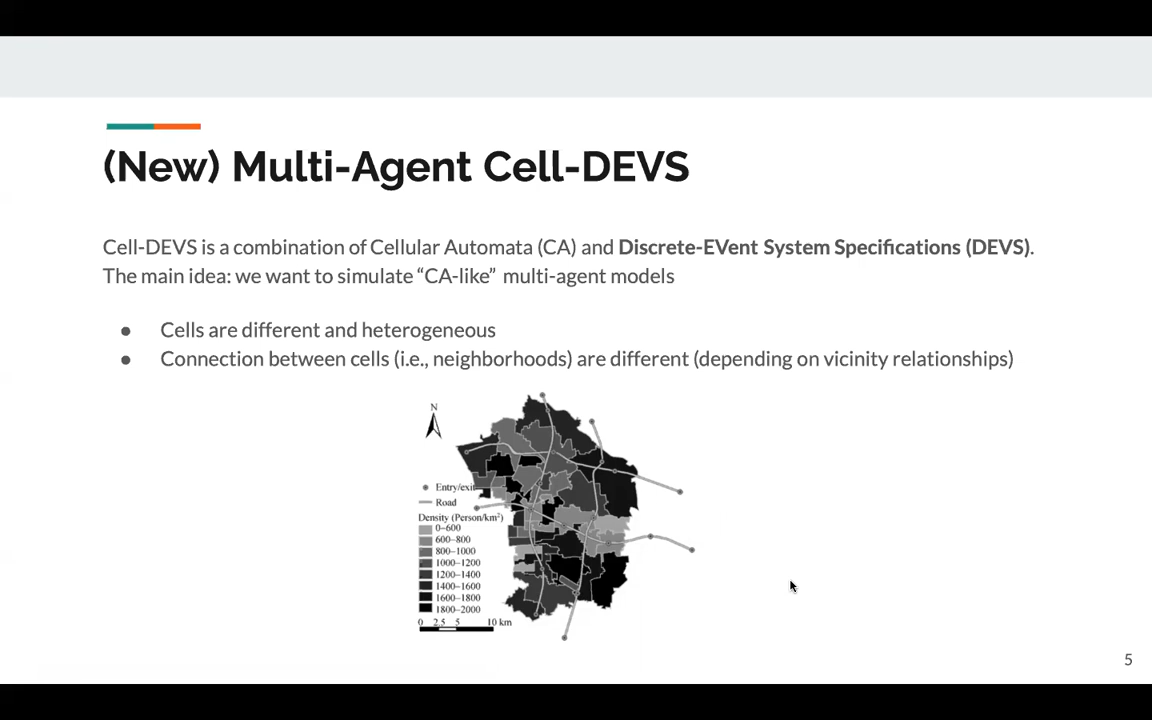 (New) Multi-Agent Cell-DEVS
Cell-DEVS is a combination of Cellular Automata (CA) and Discrete-EVent System Specifications (DEVS).
The main idea: we want to simulate “CA-like” multi-agent models
● Cells are different and heterogeneous
● Connection between cells (i.e., neighborhoods) are different (depending on vicinity relationships)
N
Entry/exit
Road
Density (Person/km²)
0–600
600–800
800–1000
1000–1200
1200–1400
1400–1600
1600–1800
1800–2000
0 2.5 5 10 km
5